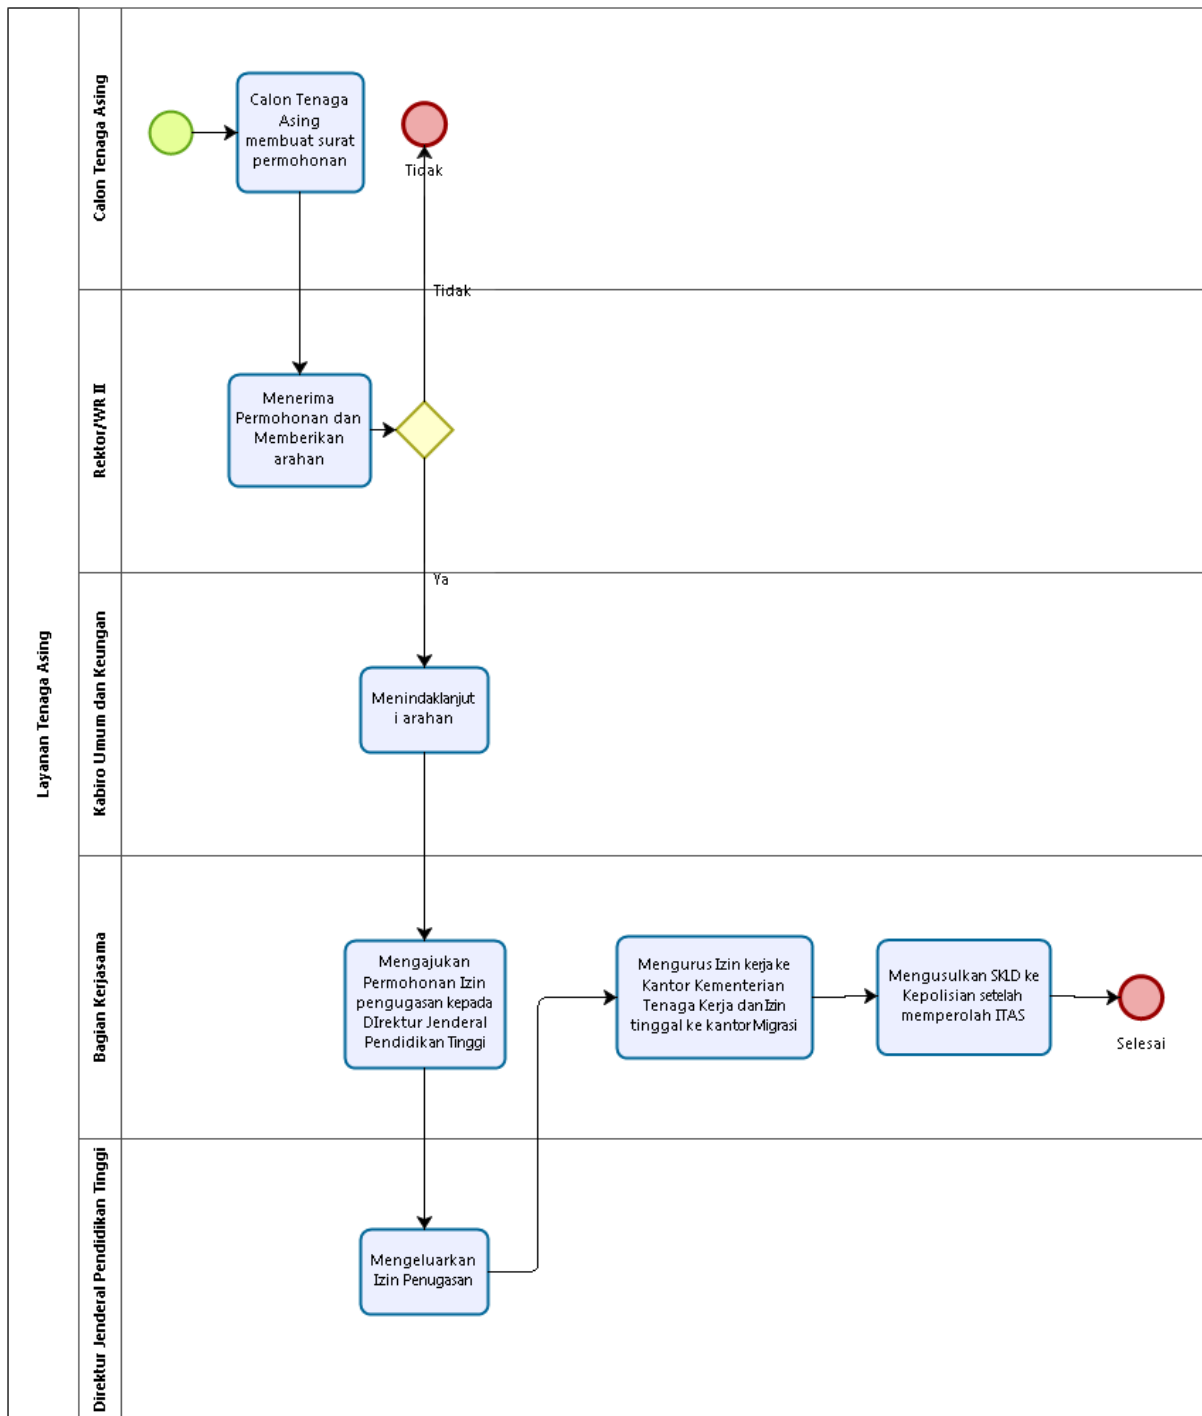 Layanan Tenaga Asing
Calon Tenaga Asing
Calon Tenaga
Asing
membuat surat
permohonan
Tidak
Tidak
Rektor/WR II
Menerima
Permohonan dan
Memberikan
arahan
Ya
Kabiro Umum dan Keungan
Menindaklanjut
i arahan
Bagian Kerjasama
Mengajukan
Permohonan Izin
pengugasan kepada
DIrektur Jenderal
Pendidikan Tinggi
Mengurus Izin kerja ke
Kantor Kementerian
Tenaga Kerja dan Izin
tinggal ke kantor Migrasi
Mengusulkan SKLD ke
Kepolisian setelah
memperolah ITAS
Selesai
Direktur Jenderal Pendidikan Tinggi
Mengeluarkan
Izin Penugasan